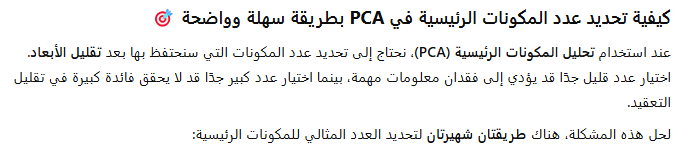 كيفية تحديد عدد المكونات الرئيسية في PCA بطريقة سهلة وواضحة 🎯
عند استخدام تحليل المكونات الرئيسية (PCA)، نحتاج إلى تحديد عدد المكونات التي سنحتفظ بها بعد تقليل الأبعاد.
اختيار عدد قليل جدًا قد يؤدي إلى فقدان معلومات مهمة، بينما اختيار عدد كبير جدًا قد لا يحقق فائدة كبيرة في تقليل
التعقيد.
لحل هذه المشكلة، هناك طريقتان شهيرتان لتحديد العدد المثالي للمكونات الرئيسية: